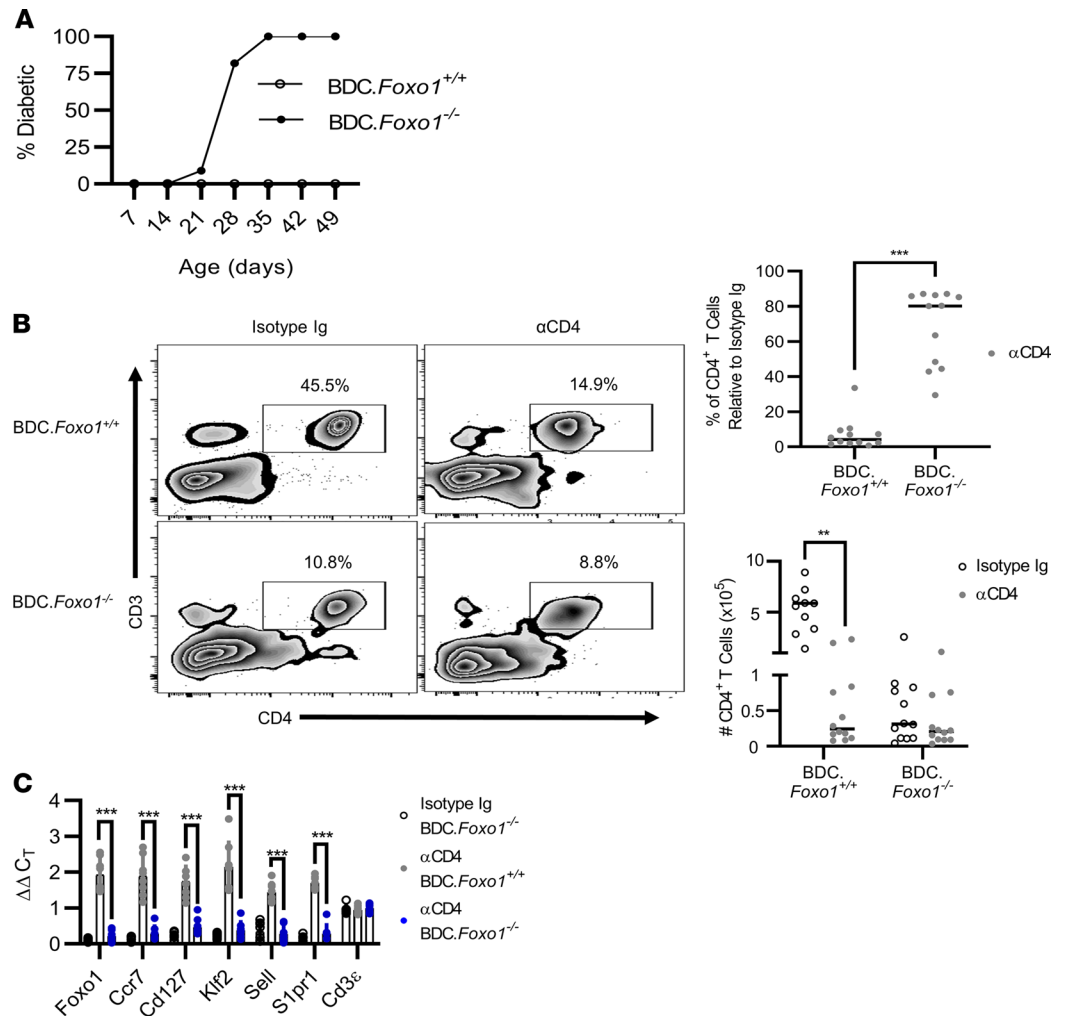 A
100
75
50
25
0
% Diabetic
7 14 21 28 35 42 49
Age (days)
BDC.Foxo1+/+
BDC.Foxo1-/-
B
Isotype Ig
αCD4
BDC.Foxo1+/+
45.5%
14.9%
BDC.Foxo1-/-
10.8%
8.8%
CD3
CD4
***
100
80
60
40
20
0
% of CD4+ T Cells
Relative to Isotype Ig
αCD4
BDC.
Foxo1+/+
BDC.
Foxo1-/-
**
10
5
1
0.5
0
# CD4+ T Cells (x10⁵)
Isotype Ig
αCD4
BDC.
Foxo1+/+
BDC.
Foxo1-/-
C
4
3
2
1
0
ΔΔ CT
*** *** *** *** *** ***
Foxo1 Ccr7 Cd127 Klf2 Sell S1pr1 Cd3ε
Isotype Ig
BDC.Foxo1-/-
αCD4
BDC.Foxo1+/+
αCD4
BDC.Foxo1-/-